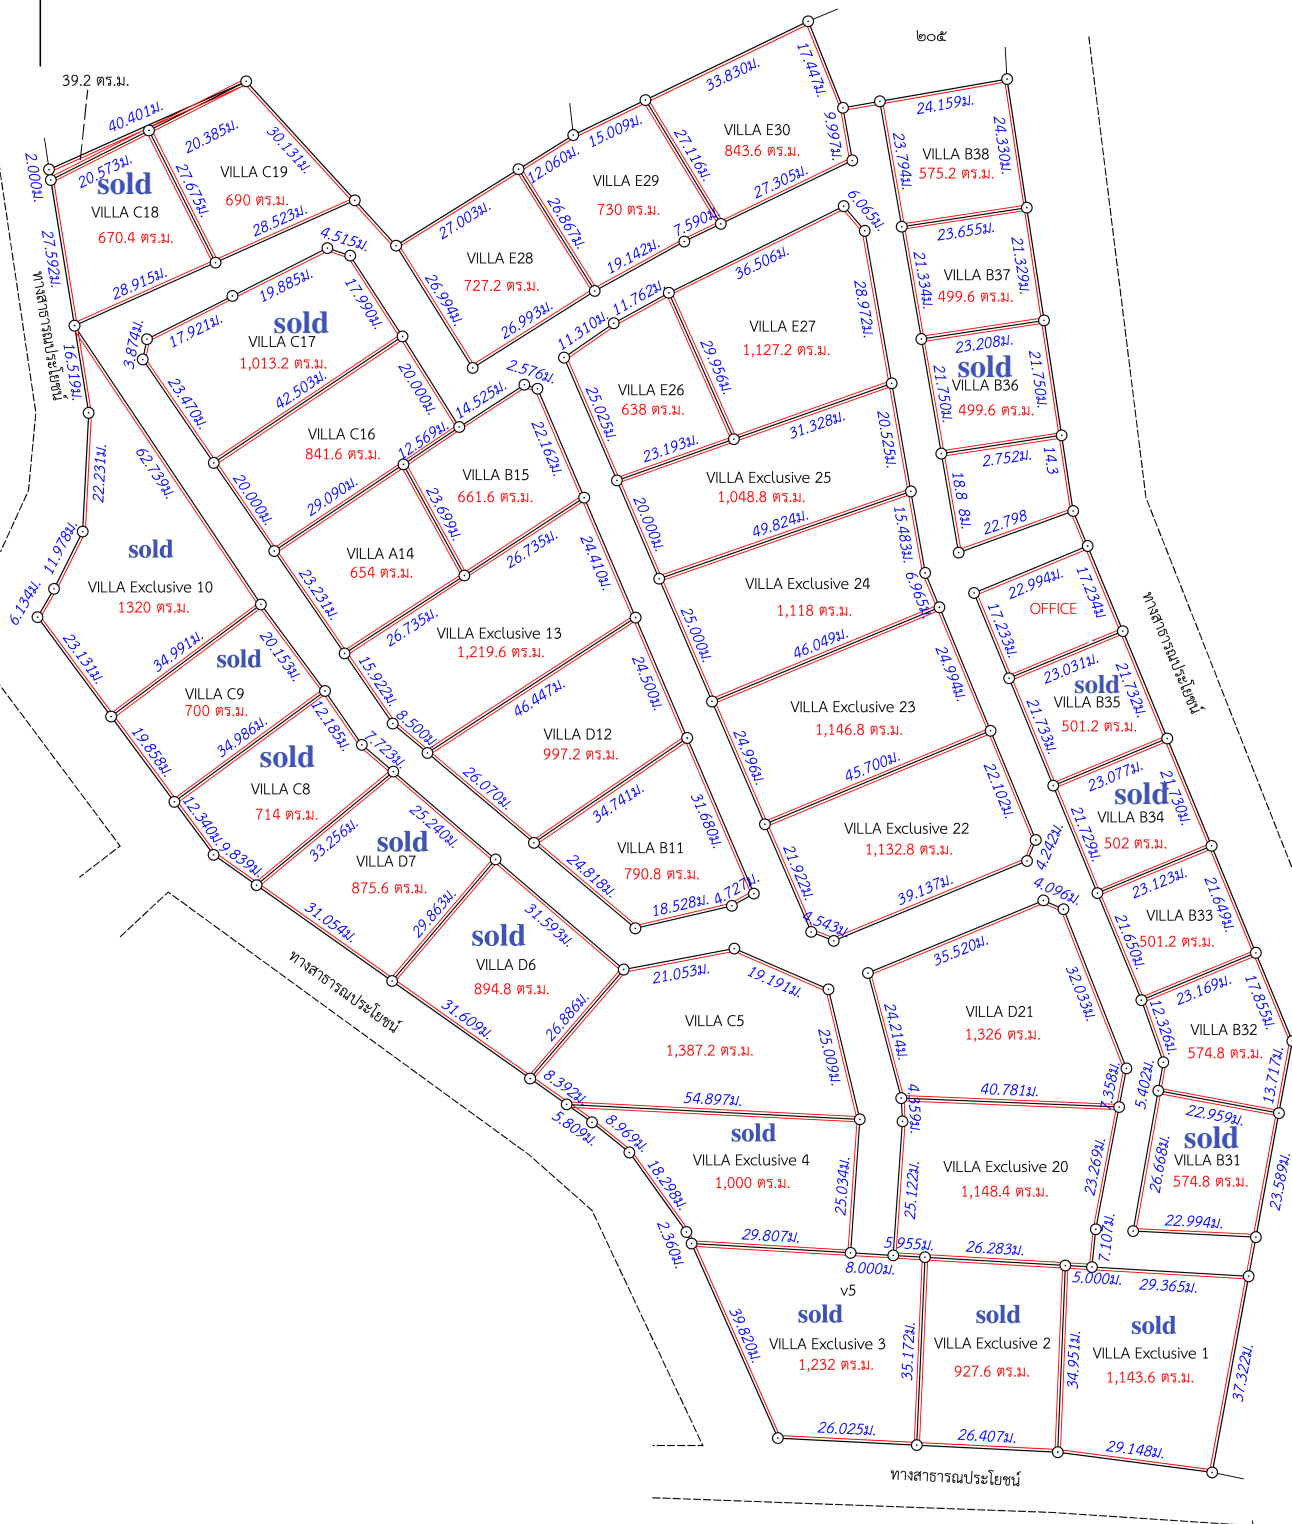 ๒๐๕
39.2 ตร.ม.
40.401ม.
20.385ม.
30.131ม.
2.000ม.
20.573ม.
sold
VILLA C18
670.4 ตร.ม.
27.675ม.
VILLA C19
690 ตร.ม.
28.523ม.
27.592ม.
28.915ม.
ทางสาธารณประโยชน์
16.519ม.
33.830ม.
17.447ม.
15.009ม.
12.060ม.
27.003ม.
VILLA E30
843.6 ตร.ม.
27.116ม.
9.997ม.
27.305ม.
VILLA E29
730 ตร.ม.
26.867ม.
7.590ม.
19.142ม.
VILLA E28
727.2 ตร.ม.
26.994ม.
26.993ม.
24.159ม.
23.794ม.
24.330ม.
VILLA B38
575.2 ตร.ม.
23.655ม.
21.334ม.
21.329ม.
VILLA B37
499.6 ตร.ม.
23.208ม.
sold
VILLA B36
499.6 ตร.ม.
21.750ม.
21.750ม.
2.752ม.
14.3
18.8 8ม.
22.798
4.515ม.
19.885ม.
17.921ม.
3.874ม.
17.990ม.
sold
VILLA C17
1,013.2 ตร.ม.
23.470ม.
42.503ม.
20.000ม.
VILLA C16
841.6 ตร.ม.
12.569ม.
14.525ม.
2.576ม.
29.090ม.
20.000ม.
22.162ม.
VILLA B15
661.6 ตร.ม.
23.699ม.
VILLA A14
654 ตร.ม.
26.735ม.
26.735ม.
23.231ม.
24.410ม.
VILLA Exclusive 13
1,219.6 ตร.ม.
15.922ม.
8.500ม.
46.447ม.
24.500ม.
VILLA D12
997.2 ตร.ม.
26.070ม.
34.741ม.
31.680ม.
VILLA B11
790.8 ตร.ม.
24.818ม.
18.528ม.
4.727ม.
6.065ม.
36.506ม.
11.762ม.
11.310ม.
28.972ม.
VILLA E27
1,127.2 ตร.ม.
29.956ม.
VILLA E26
638 ตร.ม.
25.025ม.
23.193ม.
31.328ม.
20.525ม.
VILLA Exclusive 25
1,048.8 ตร.ม.
20.000ม.
49.824ม.
15.483ม.
6.965ม.
VILLA Exclusive 24
1,118 ตร.ม.
25.000ม.
46.049ม.
24.994ม.
VILLA Exclusive 23
1,146.8 ตร.ม.
24.996ม.
45.700ม.
22.102ม.
VILLA Exclusive 22
1,132.8 ตร.ม.
21.922ม.
39.137ม.
4.242ม.
4.543ม.
22.994ม.
17.234ม.
OFFICE
17.233ม.
23.031ม.
ทางสาธารณประโยชน์
sold
VILLA B35
501.2 ตร.ม.
21.732ม.
21.733ม.
23.077ม.
sold
VILLA B34
502 ตร.ม.
21.730ม.
21.729ม.
23.123ม.
VILLA B33
501.2 ตร.ม.
21.649ม.
21.650ม.
23.169ม.
VILLA B32
574.8 ตร.ม.
17.855ม.
12.326ม.
5.402ม.
13.717ม.
22.959ม.
sold
VILLA B31
574.8 ตร.ม.
26.668ม.
23.589ม.
22.994ม.
22.231ม.
62.739ม.
11.978ม.
6.134ม.
sold
VILLA Exclusive 10
1320 ตร.ม.
23.131ม.
34.991ม.
20.153ม.
sold
VILLA C9
700 ตร.ม.
19.858ม.
34.986ม.
12.185ม.
7.723ม.
sold
VILLA C8
714 ตร.ม.
12.340ม.
9.839ม.
33.256ม.
25.240ม.
sold
VILLA D7
875.6 ตร.ม.
31.054ม.
29.863ม.
31.593ม.
sold
VILLA D6
894.8 ตร.ม.
31.609ม.
26.886ม.
ทางสาธารณประโยชน์
21.053ม.
19.191ม.
VILLA C5
1,387.2 ตร.ม.
25.009ม.
8.392ม.
54.897ม.
5.809ม.
8.969ม.
sold
VILLA Exclusive 4
1,000 ตร.ม.
18.298ม.
25.034ม.
2.360ม.
29.807ม.
4.096ม.
35.520ม.
32.033ม.
VILLA D21
1,326 ตร.ม.
24.214ม.
40.781ม.
7.358ม.
4.359ม.
VILLA Exclusive 20
1,148.4 ตร.ม.
25.122ม.
23.269ม.
7.107ม.
5.955ม.
26.283ม.
8.000ม.
5.000ม.
29.365ม.
v5
sold
VILLA Exclusive 3
1,232 ตร.ม.
39.820ม.
35.172ม.
26.025ม.
sold
VILLA Exclusive 2
927.6 ตร.ม.
34.951ม.
26.407ม.
sold
VILLA Exclusive 1
1,143.6 ตร.ม.
37.322ม.
29.148ม.
ทางสาธารณประโยชน์